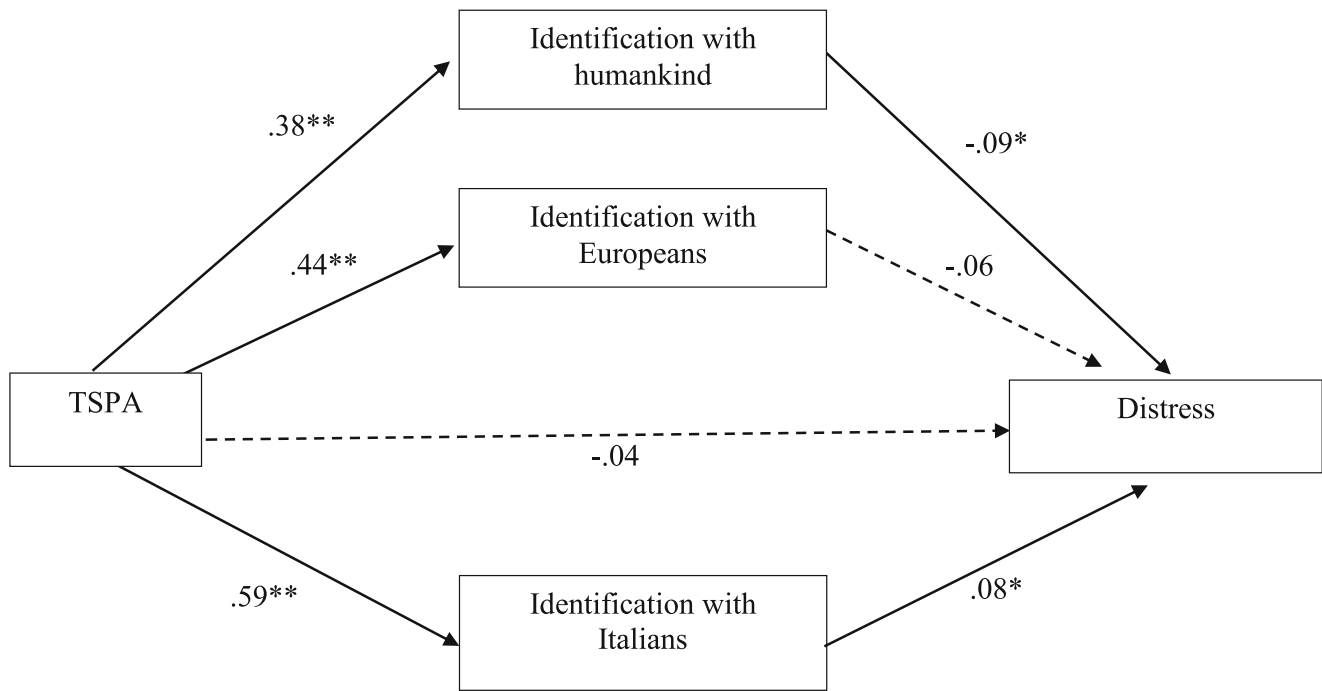 Identification with
humankind
.38**
-.09*
Identification with
Europeans
.44**
-.06
TSPA
Distress
-.04
.59**
Identification with
Italians
.08*